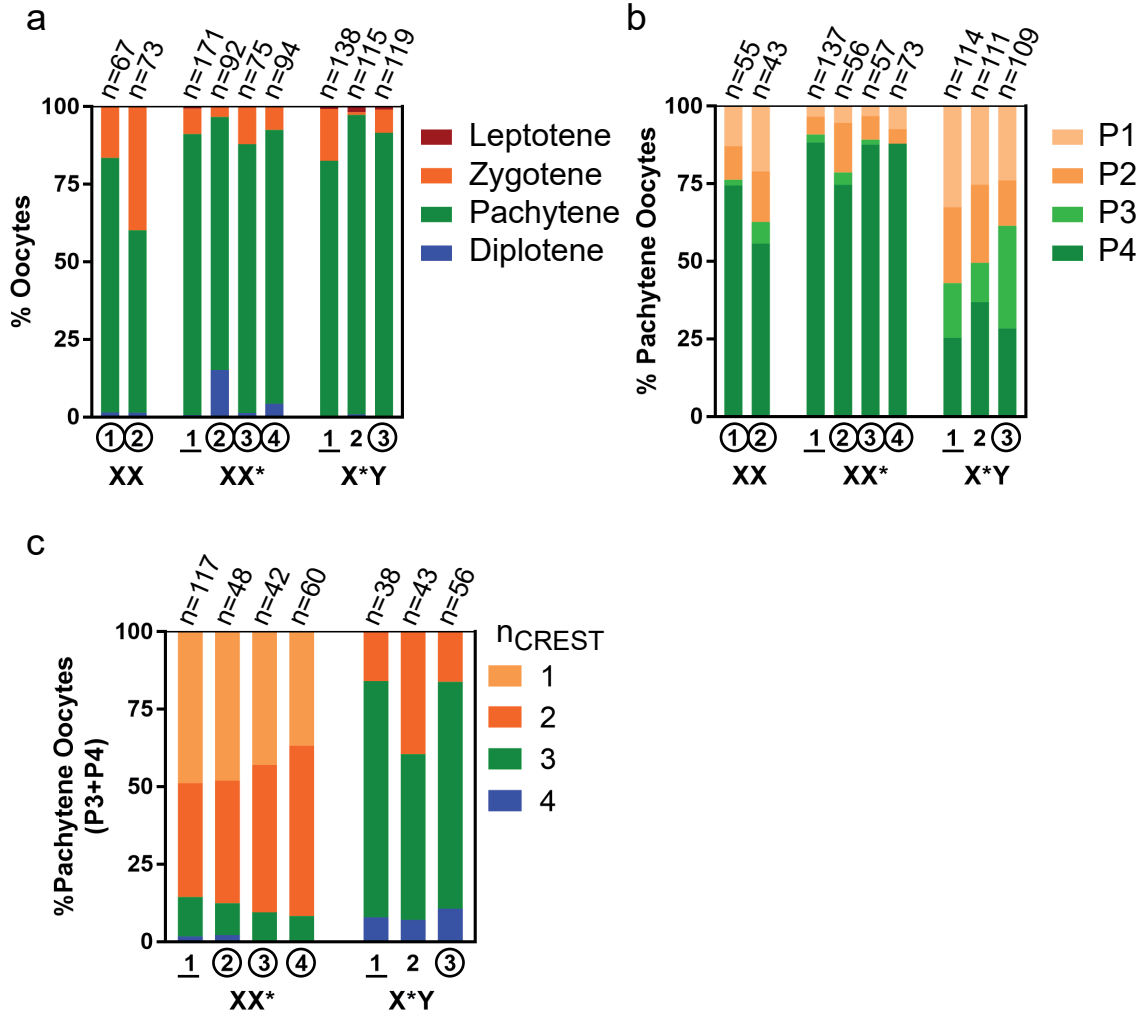 a
n=67
n=73
n=171
n=92
n=75
n=94
n=138
n=115
n=119
% Oocytes
100
75
50
25
0
1 2 1 2 3 4 1 2 3
XX XX* X*Y
Leptotene
Zygotene
Pachytene
Diplotene
b
n=55
n=43
n=137
n=56
n=57
n=73
n=114
n=111
n=109
% Pachytene Oocytes
100
75
50
25
0
1 2 1 2 3 4 1 2 3
XX XX* X*Y
P1
P2
P3
P4
c
n=117
n=48
n=42
n=60
n=38
n=43
n=56
%Pachytene Oocytes
(P3+P4)
100
75
50
25
0
1 2 3 4 1 2 3
XX* X*Y
nCREST
1
2
3
4